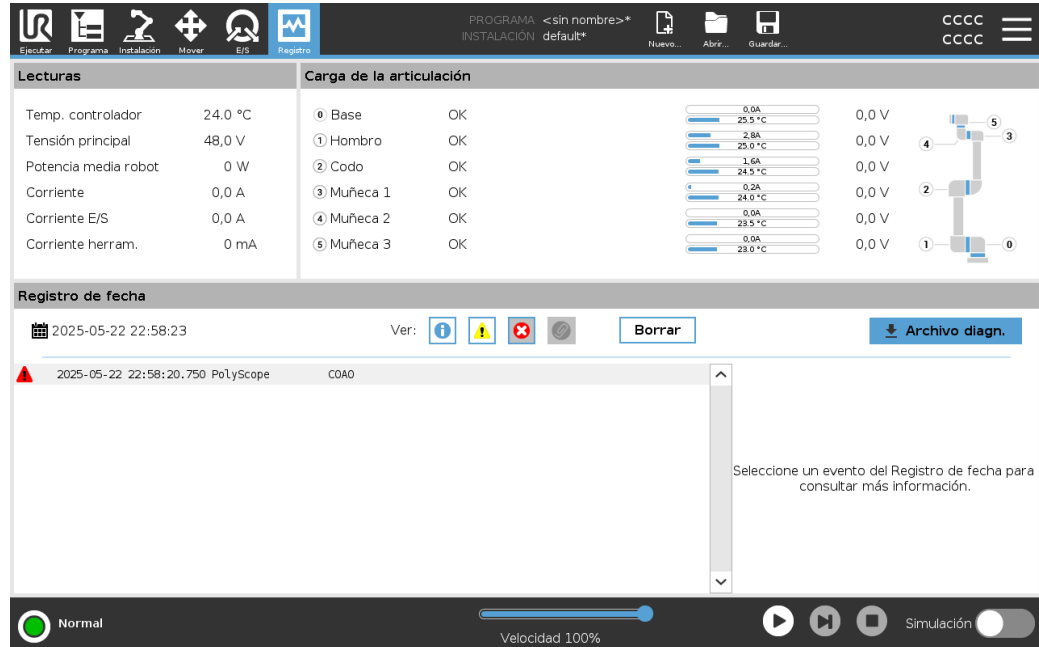 PROGRAMA <sin nombre>*
INSTALACIÓN default*
Ejecutar Programa Instalación Mover E/S Registro
Nuevo... Abrir... Guardar...
CCCC
CCCC
Lecturas
Temp. controlador 24.0 °C
Tensión principal 48,0 V
Potencia media robot 0 W
Corriente 0,0 A
Corriente E/S 0,0 A
Corriente herram. 0 mA
Carga de la articulación
0 Base OK 0,0A 25.5 °C 0,0 V
1 Hombro OK 2,8A 25.0 °C 0,0 V
2 Codo OK 1,6A 24.5 °C 0,0 V
3 Muñeca 1 OK 0,2A 24.0 °C 0,0 V
4 Muñeca 2 OK 0,0A 23.5 °C 0,0 V
5 Muñeca 3 OK 0,0A 23.0 °C 0,0 V
5
3
4
2
1 0
Registro de fecha
2025-05-22 22:58:23 Ver: Borrar Archivo diagn.
2025-05-22 22:58:20.750 PolyScope C0A0
Seleccione un evento del Registro de fecha para
consultar más información.
Normal
Velocidad 100%
Simulación